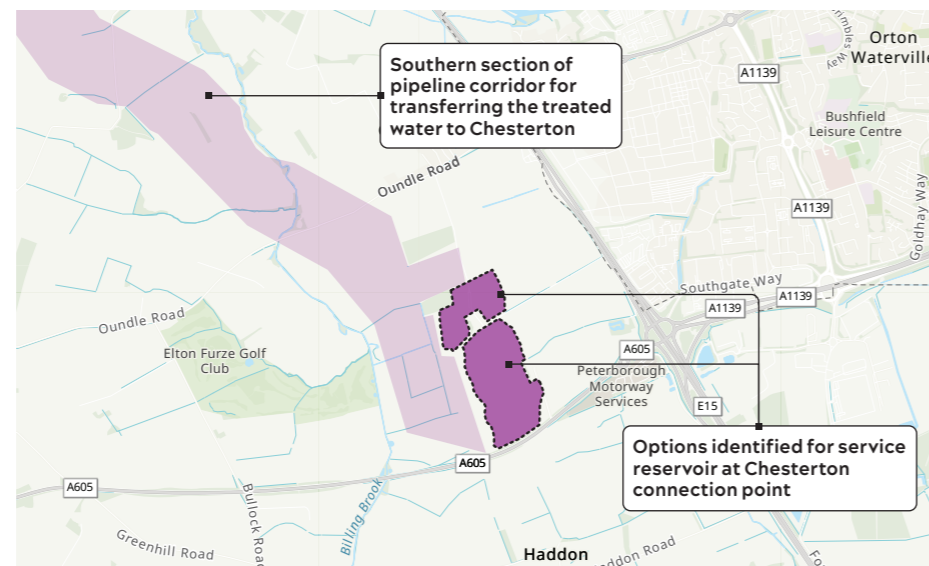 Southern section of
pipeline corridor for
transferring the treated
water to Chesterton
Orton
Waterville
A1139
Bushfield
Leisure Centre
Oundle Road
A1139
Goldhay Way
Southgate Way
A1139
A1139
Oundle Road
Elton Furze Golf
Club
A605
Peterborough
Motorway
Services
E15
Options identified for service
reservoir at Chesterton
connection point
A605
A605
Bullock Road
Billing Brook
Greenhill Road
Haddon
Haddon Road